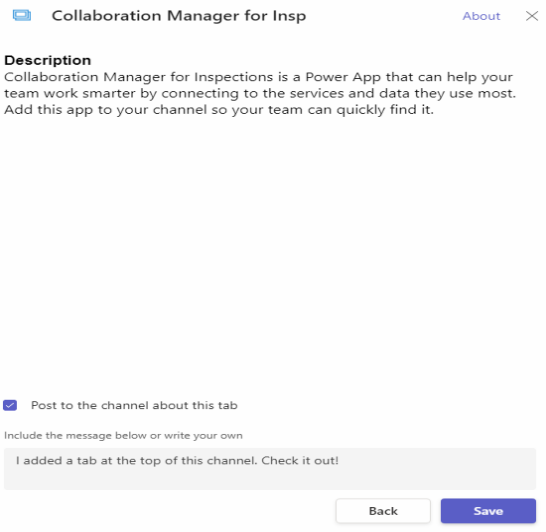 Collaboration Manager for Insp
About
Description
Collaboration Manager for Inspections is a Power App that can help your
team work smarter by connecting to the services and data they use most.
Add this app to your channel so your team can quickly find it.
Post to the channel about this tab
Include the message below or write your own
I added a tab at the top of this channel. Check it out!
Back
Save